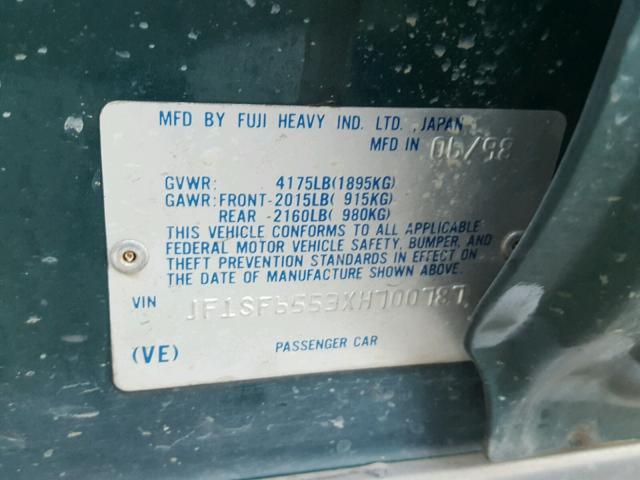 MFD BY FUJI HEAVY IND. LTD. ,JAPAN
MFD IN
GVWR: 4175LB(1895KG)
GAWR:FRONT-2015LB( 915KG)
REAR -2160LB( 980KG)
THIS VEHICLE CONFORMS TO ALL APPLICABLE
FEDERAL MOTOR VEHICLE SAFETY, BUMPER, AND
THEFT PREVENTION STANDARDS IN EFFECT ON
THE DATE OF MANUFACTURE SHOWN ABOVE.
VIN
(VE) PASSENGER CAR